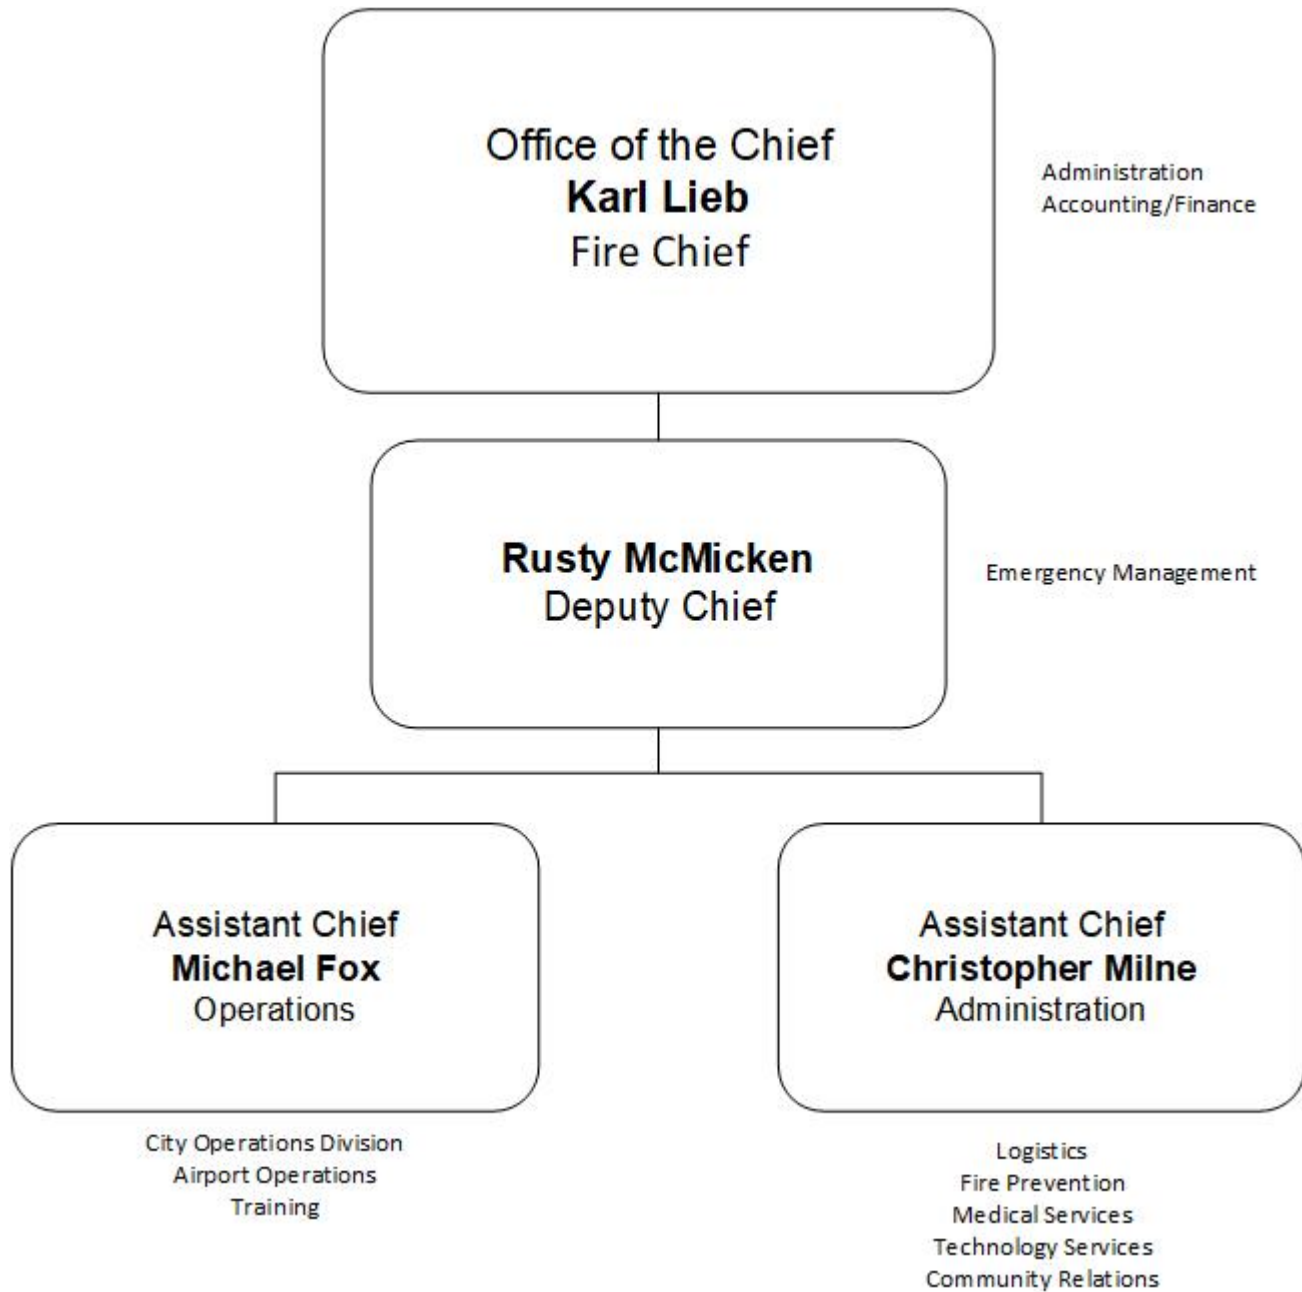 Office of the Chief
Karl Lieb
Fire Chief
Administration
Accounting/Finance
Rusty McMicken
Deputy Chief
Emergency Management
Assistant Chief
Michael Fox
Operations
City Operations Division
Airport Operations
Training
Assistant Chief
Christopher Milne
Administration
Logistics
Fire Prevention
Medical Services
Technology Services
Community Relations